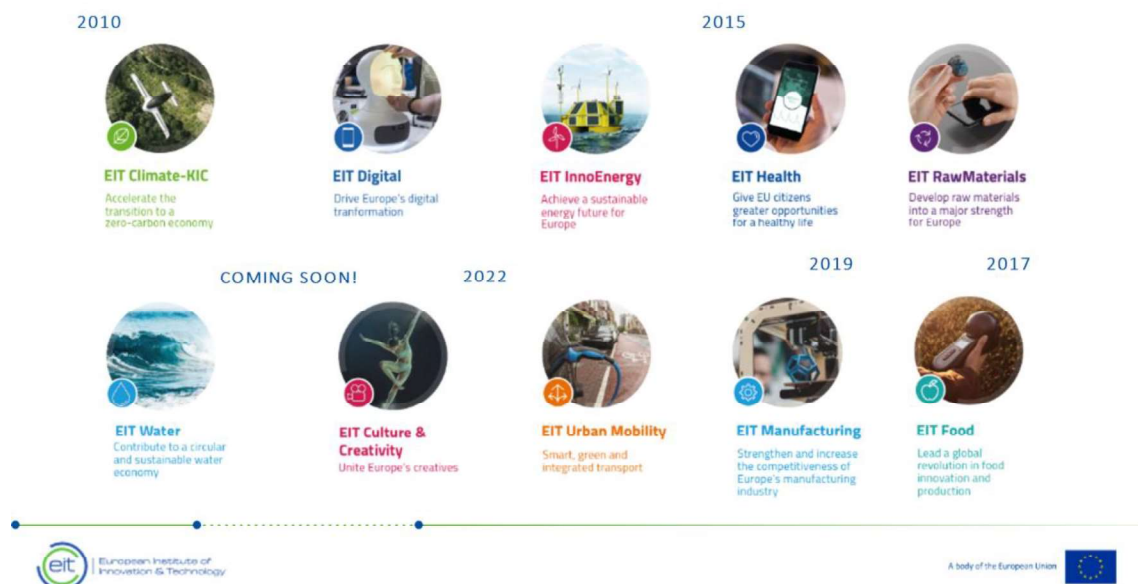 2010
2015
EIT Climate-KIC
Accelerate the
transition to a
zero-carbon economy
EIT Digital
Drive Europe's digital
tranformation
EIT InnoEnergy
Achieve a sustainable
energy future for
Europe
EIT Health
Give EU citizens
greater opportunities
for a healthy life
EIT RawMaterials
Develop raw materials
into a major strength
for Europe
COMING SOON!
2022
2019
2017
EIT Water
Contribute to a circular
and sustainable water
economy
EIT Culture &
Creativity
Unite Europe's creatives
EIT Urban Mobility
Smart, green and
integrated transport
EIT Manufacturing
Strengthen and increase
the competitiveness of
Europe's manufacturing
industry
EIT Food
Lead a global
revolution in food
innovation and
production
eit
European Institute of
Innovation & Technology
A body of the European Union